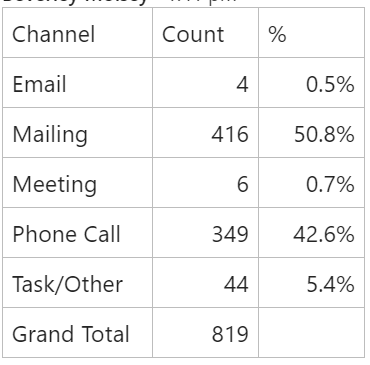 Channel Count %
Email 4 0.5%
Mailing 416 50.8%
Meeting 6 0.7%
Phone Call 349 42.6%
Task/Other 44 5.4%
Grand Total 819